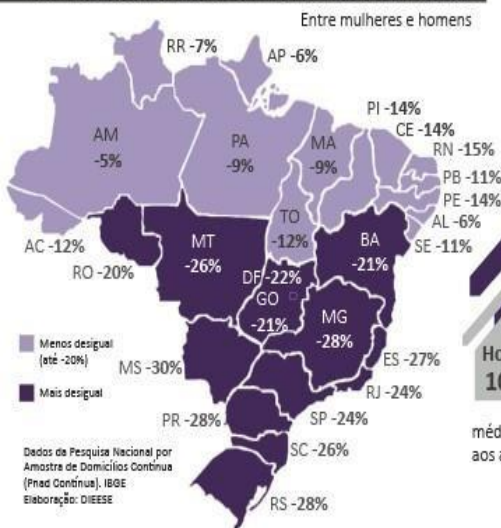 Entre mulheres e homens
RR -7%
AP -6%
PI -14%
CE -14%
RN -15%
PB -11%
PE -14%
AL -6%
SE -11%
AM
-5%
PA
-9%
MA
-9%
TO
-12%
AC -12%
RO -20%
MT
-26%
BA
-21%
DF -22%
GO
-21%
MG
-28%
ES -27%
RJ -24%
MS -30%
SP -24%
PR -28%
SC -26%
RS -28%
Menos desigual
(até -20%)
Mais desigual
Dados da Pesquisa Nacional por
Amostra de Domicílios Contínua
(Pnad Contínua). IBGE
Elaboração: DIEESE
Ho
10
méd
aos a